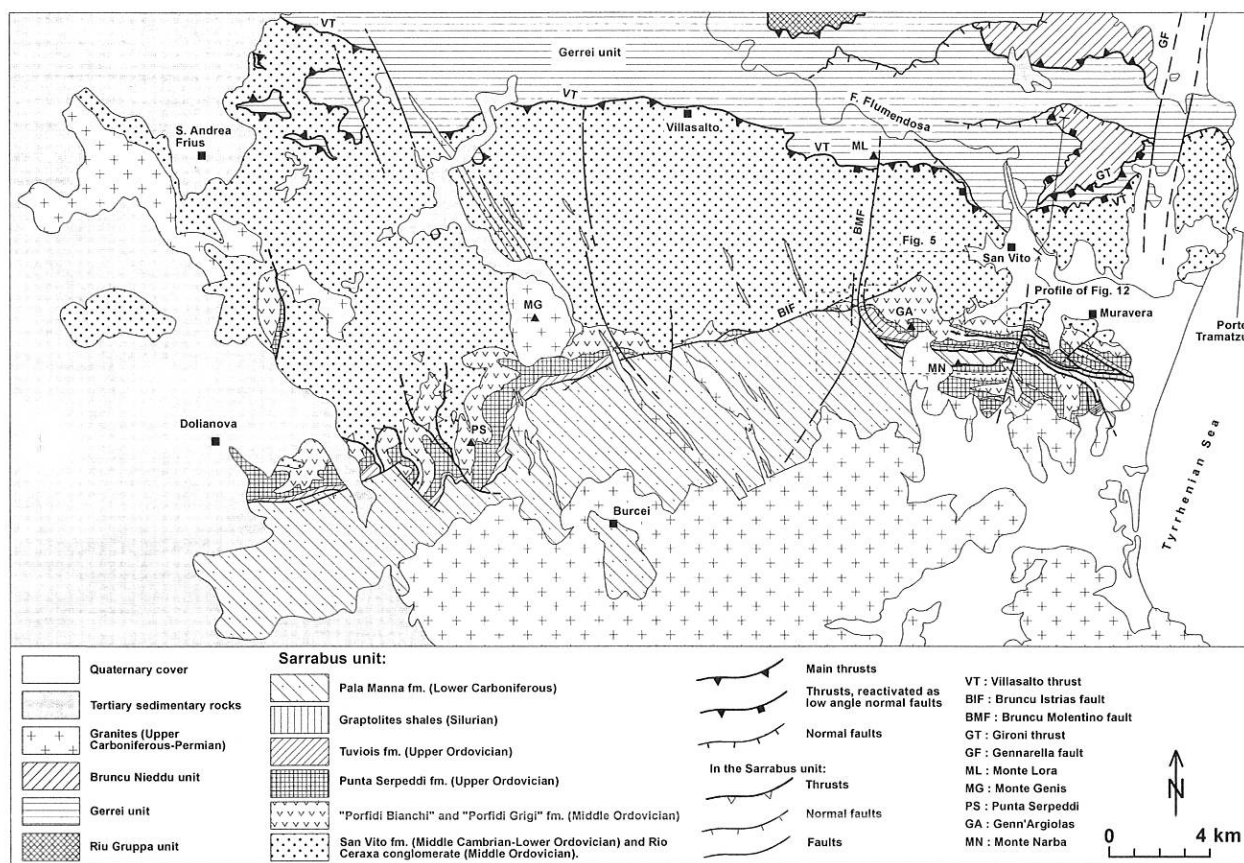 VT
Gerrei unit
GF
VT
F. Flumendosa
S. Andrea
Frius
Villasalto.
VT
ML
GT
VT
BMF
Fig. 5
San Vito
MG
Profile of Fig. 12
BIF
GA
Muravera
Porto
Tramatzu
MN
Dolianova
PS
Burcei
Tyrrhenian Sea
Quaternary cover
Tertiary sedimentary rocks
Granites (Upper
Carboniferous-Permian)
Bruncu Nieddu unit
Gerrei unit
Riu Gruppa unit
Sarrabus unit:
Pala Manna fm. (Lower Carboniferous)
Graptolites shales (Silurian)
Tuviois fm. (Upper Ordovician)
Punta Serpeddi fm. (Upper Ordovician)
"Porfidi Bianchi" and "Porfidi Grigi" fm. (Middle Ordovician)
San Vito fm. (Middle Cambrian-Lower Ordovician) and Rio
Ceraxa conglomerate (Middle Ordovician).
Main thrusts
Thrusts, reactivated as
low angle normal faults
Normal faults
In the Sarrabus unit:
Thrusts
Normal faults
Faults
VT : Villasalto thrust
BIF : Bruncu Istrias fault
BMF : Bruncu Molentino fault
GT : Gironi thrust
GF : Gennarella fault
ML : Monte Lora
MG : Monte Genis
PS : Punta Serpeddi
GA : Genn'Argiolas
MN : Monte Narba
N
0 4 km